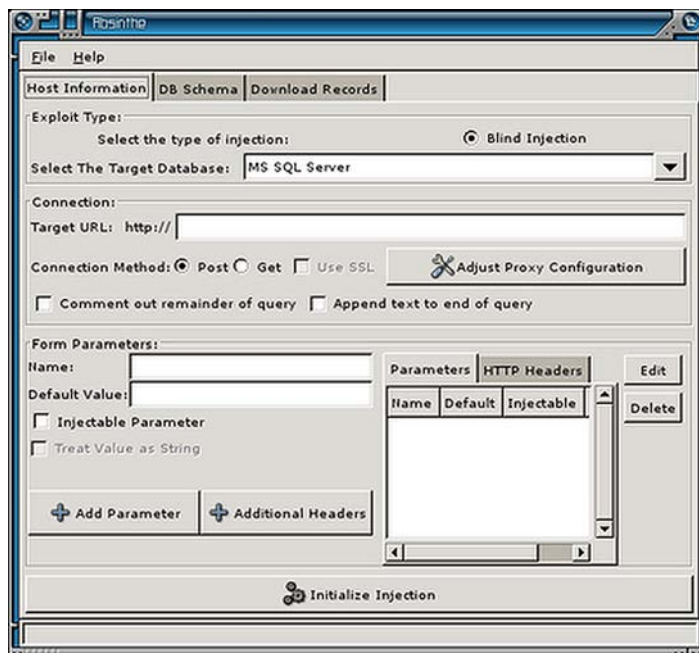 Absinthe
File Help
Host Information DB Schema Download Records
Exploit Type:
Select the type of injection: Blind Injection
Select The Target Database: MS SQL Server
Connection:
Target URL: http://
Connection Method: Post Get Use SSL Adjust Proxy Configuration
Comment out remainder of query Append text to end of query
Form Parameters:
Name:
Default Value:
Injectable Parameter
Treat Value as String
Add Parameter Additional Headers
Parameters HTTP Headers
Name Default Injectable
Edit
Delete
Initialize Injection